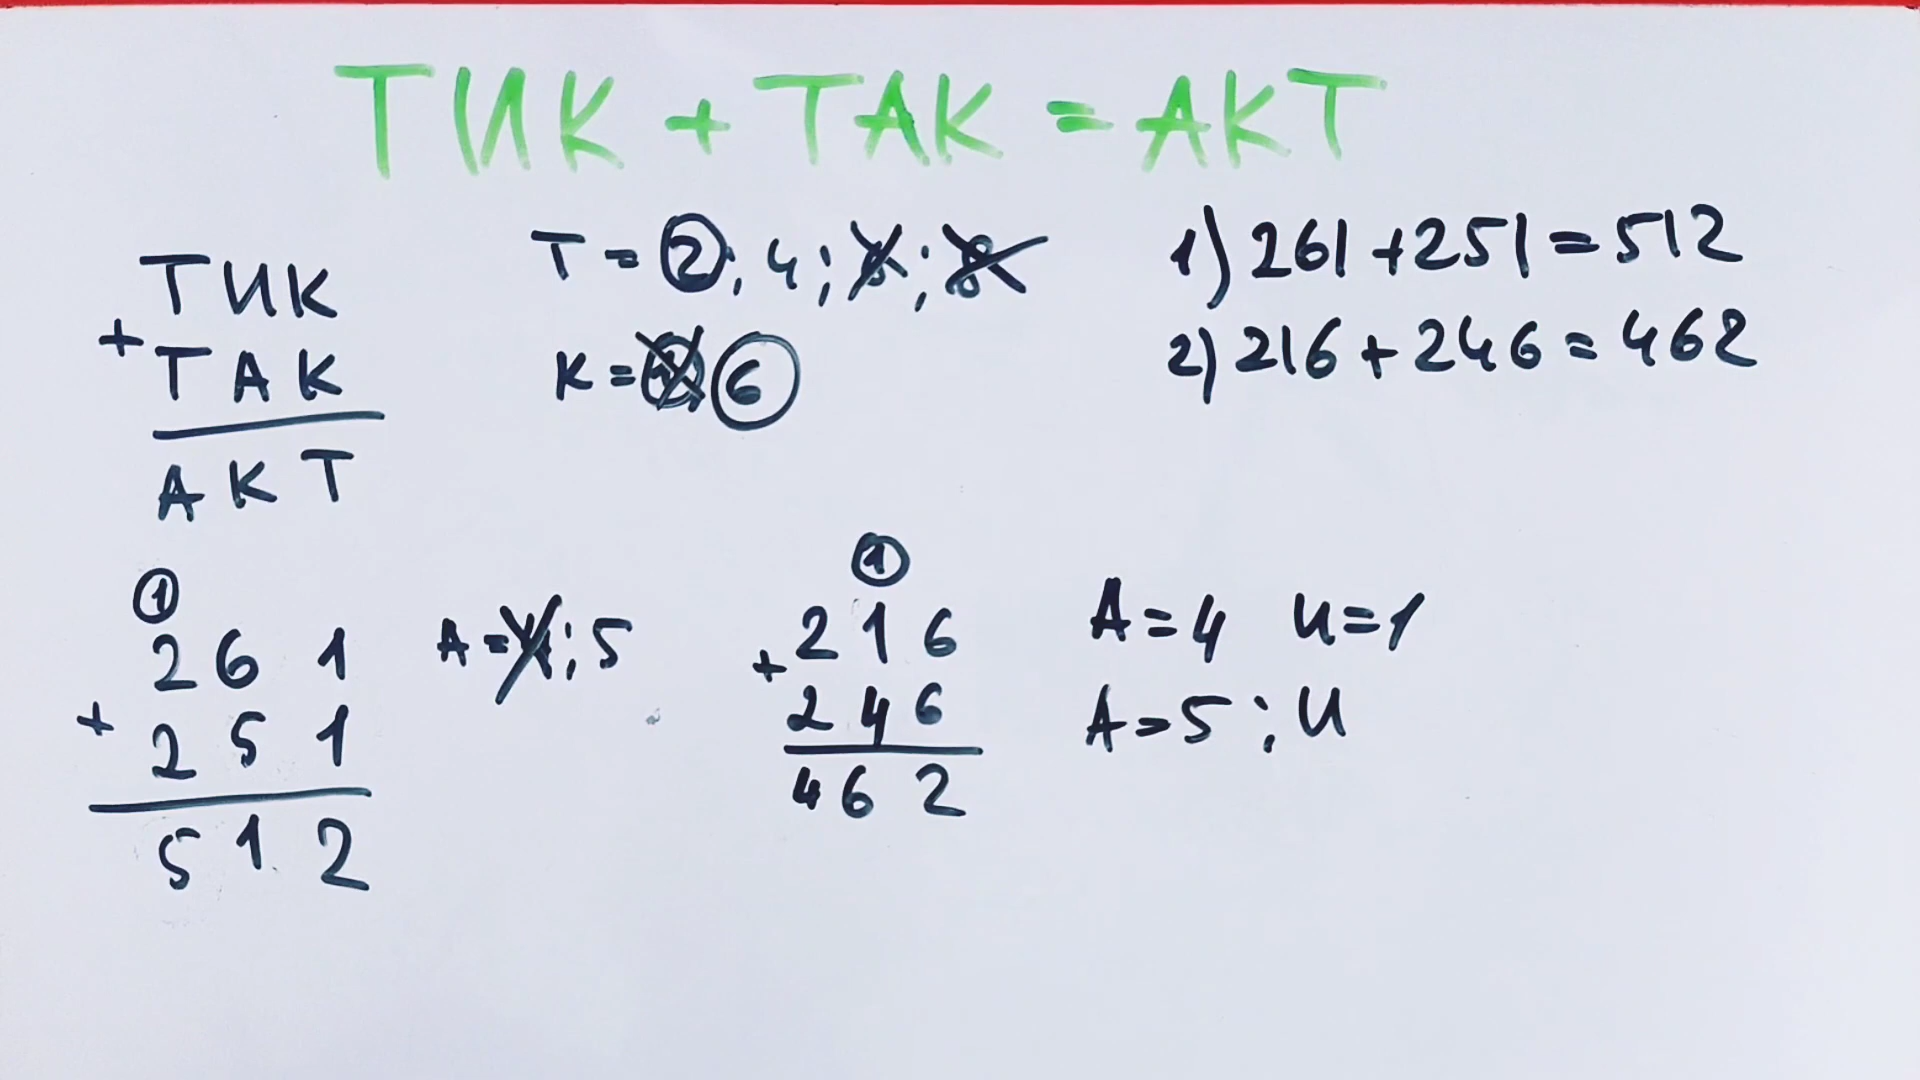 ТИК + ТАК = АКТ
Т = 2; 4; 6; 8
К = 1 6
1) 261 + 251 = 512
2) 216 + 246 = 462
ТИК
+ ТАК
АКТ
1
261
+ 251
512
А = 4; 5
1
216
+ 246
462
А = 4 И = 1
А = 5; И